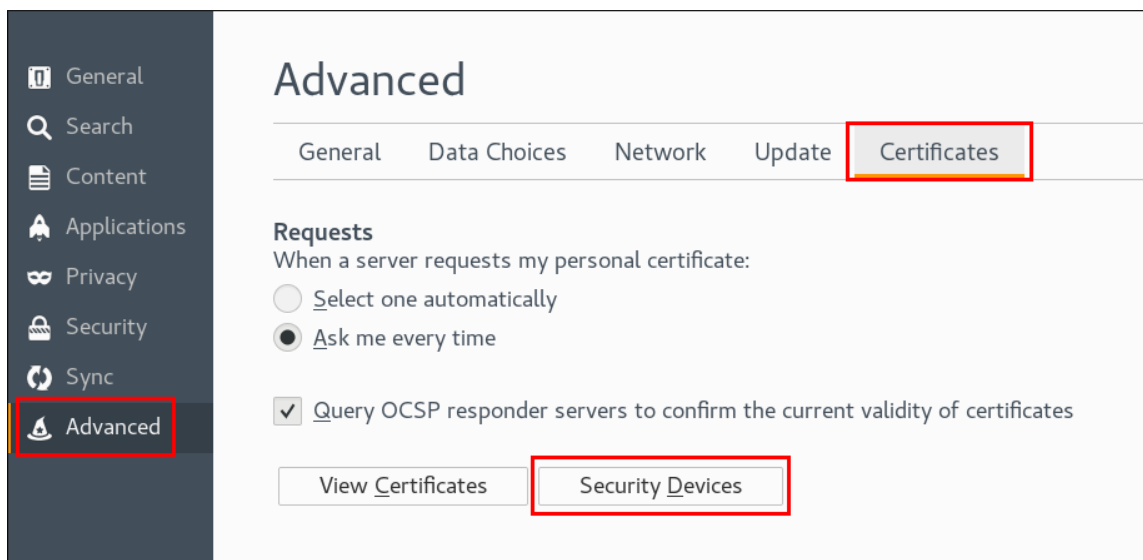 General
Search
Content
Applications
Privacy
Security
Sync
Advanced
Advanced
General Data Choices Network Update Certificates
Requests
When a server requests my personal certificate:
Select one automatically
Ask me every time
Query OCSP responder servers to confirm the current validity of certificates
View Certificates Security Devices